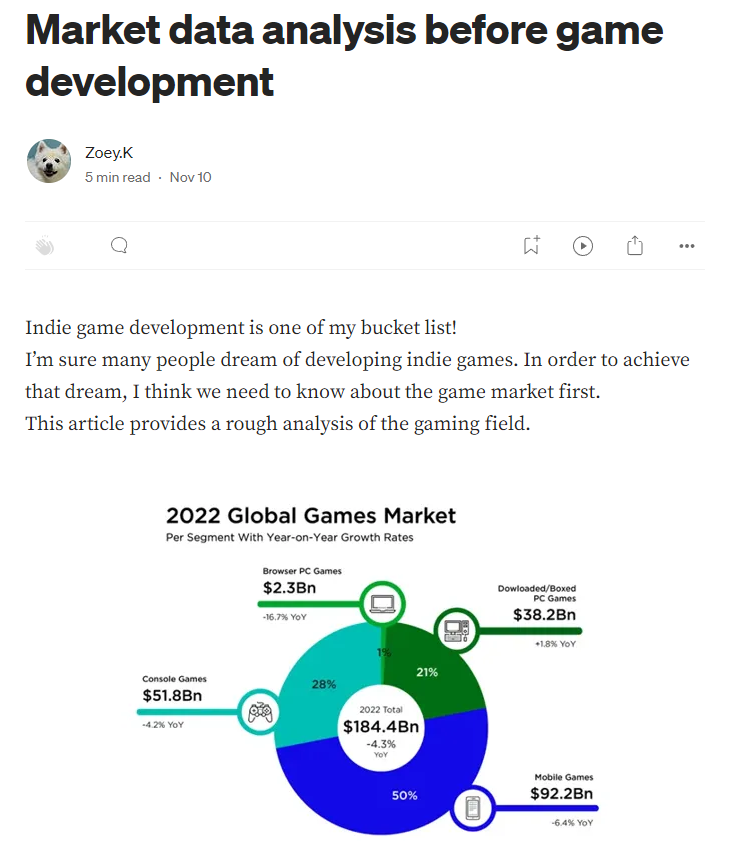 Market data analysis before game
development
Zoey.K
5 min read · Nov 10
Indie game development is one of my bucket list!
I'm sure many people dream of developing indie games. In order to achieve
that dream, I think we need to know about the game market first.
This article provides a rough analysis of the gaming field.
2022 Global Games Market
Per Segment With Year-on-Year Growth Rates
Browser PC Games
$2.3Bn
-16.7% YoY
Dowloaded/Boxed
PC Games
$38.2Bn
+1.8% YoY
1%
21%
28%
Console Games
$51.8Bn
-4.2% YoY
2022 Total
$184.4Bn
-4.3%
YoY
50%
Mobile Games
$92.2Bn
-6.4% YoY